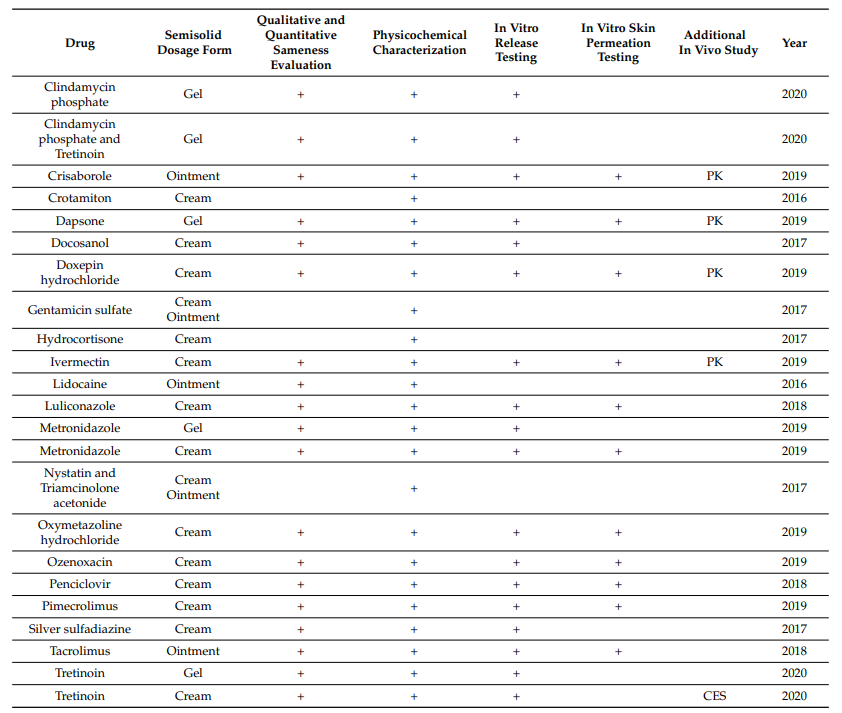 Drug Semisolid Dosage Form Qualitative and Quantitative Sameness Evaluation Physicochemical Characterization In Vitro Release Testing In Vitro Skin Permeation Testing Additional In Vivo Study Year
Clindamycin phosphate Gel + + + 2020
Clindamycin phosphate and Tretinoin Gel + + + 2020
Crisaborole Ointment + + + + PK 2019
Crotamiton Cream + 2016
Dapsone Gel + + + + PK 2019
Docosanol Cream + + + 2017
Doxepin hydrochloride Cream + + + + PK 2019
Gentamicin sulfate Cream Ointment + 2017
Hydrocortisone Cream + 2017
Ivermectin Cream + + + + PK 2019
Lidocaine Ointment + + 2016
Luliconazole Cream + + + + 2018
Metronidazole Gel + + + 2019
Metronidazole Cream + + + + 2019
Nystatin and Triamcinolone acetonide Cream Ointment + 2017
Oxymetazoline hydrochloride Cream + + + + 2019
Ozenoxacin Cream + + + + 2019
Penciclovir Cream + + + + 2018
Pimecrolimus Cream + + + + 2019
Silver sulfadiazine Cream + + + 2017
Tacrolimus Ointment + + + + 2018
Tretinoin Gel + + + 2020
Tretinoin Cream + + + CES 2020